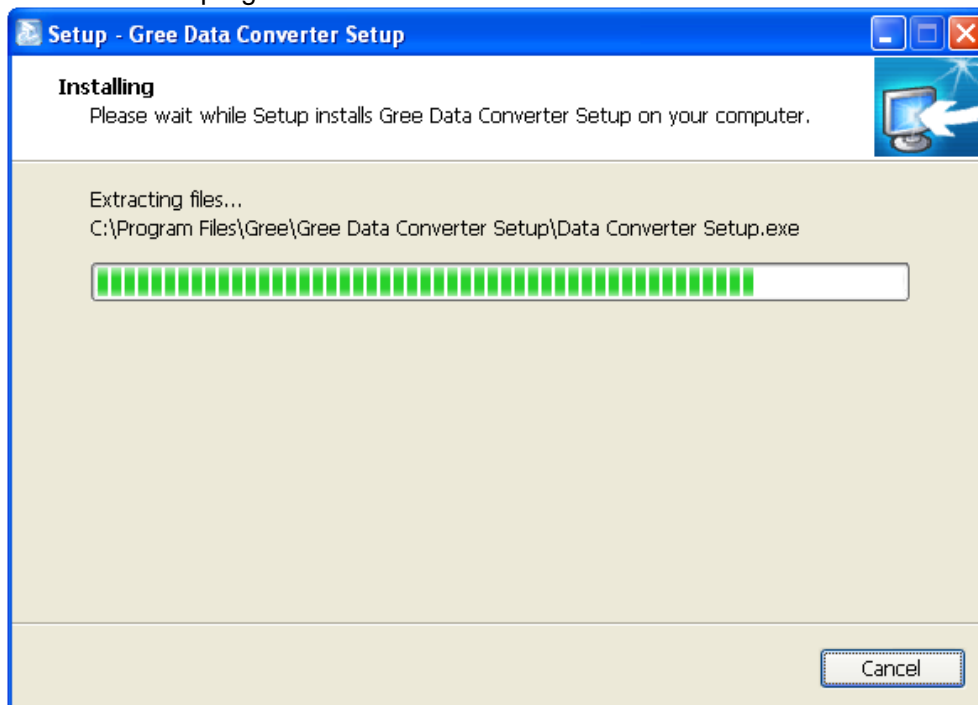 Setup - Gree Data Converter Setup
Installing
Please wait while Setup installs Gree Data Converter Setup on your computer.
Extracting files...
C:\Program Files\Gree\Gree Data Converter Setup\Data Converter Setup.exe
Cancel